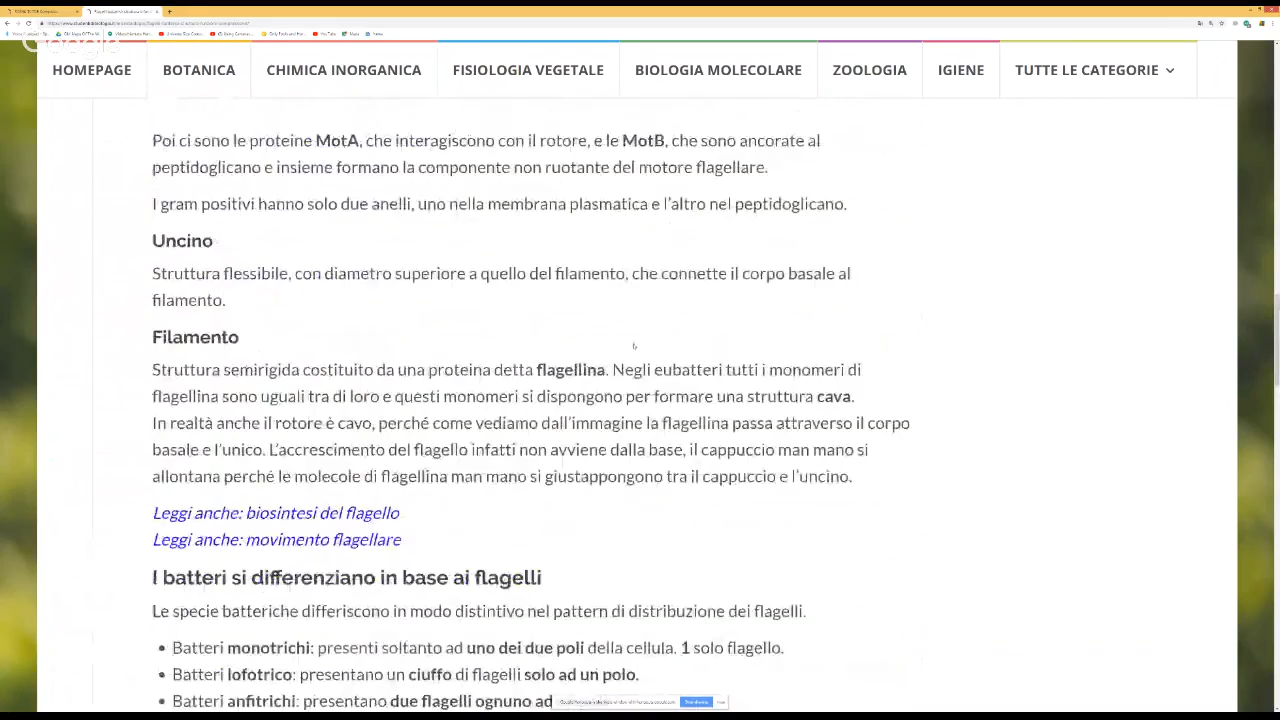 HOMEPAGE BOTANICA CHIMICA INORGANICA FISIOLOGIA VEGETALE BIOLOGIA MOLECOLARE ZOOLOGIA IGIENE TUTTE LE CATEGORIE
Poi ci sono le proteine MotA, che interagiscono con il rotore, e le MotB, che sono ancorate al
peptidoglicano e insieme formano la componente non ruotante del motore flagellare.
I gram positivi hanno solo due anelli, uno nella membrana plasmatica e l'altro nel peptidoglicano.
Uncino
Struttura flessibile, con diametro superiore a quello del filamento, che connette il corpo basale al
filamento.
Filamento
Struttura semirigida costituito da una proteina detta flagellina. Negli eubatteri tutti i monomeri di
flagellina sono uguali tra di loro e questi monomeri si dispongono per formare una struttura cava.
In realtà anche il rotore è cavo, perché come vediamo dall'immagine la flagellina passa attraverso il corpo
basale e l'unico. L'accrescimento del flagello infatti non avviene dalla base, il cappuccio man mano si
allontana perché le molecole di flagellina man mano si giustappongono tra il cappuccio e l'uncino.
Leggi anche: biosintesi del flagello
Leggi anche: movimento flagellare
I batteri si differenziano in base ai flagelli
Le specie batteriche differiscono in modo distintivo nel pattern di distribuzione dei flagelli.
Batteri monotrichi: presenti soltanto ad uno dei due poli della cellula. 1 solo flagello.
Batteri lofotrico: presentano un ciuffo di flagelli solo ad un polo.
Batteri anfitrichi: presentano due flagelli ognuno ad